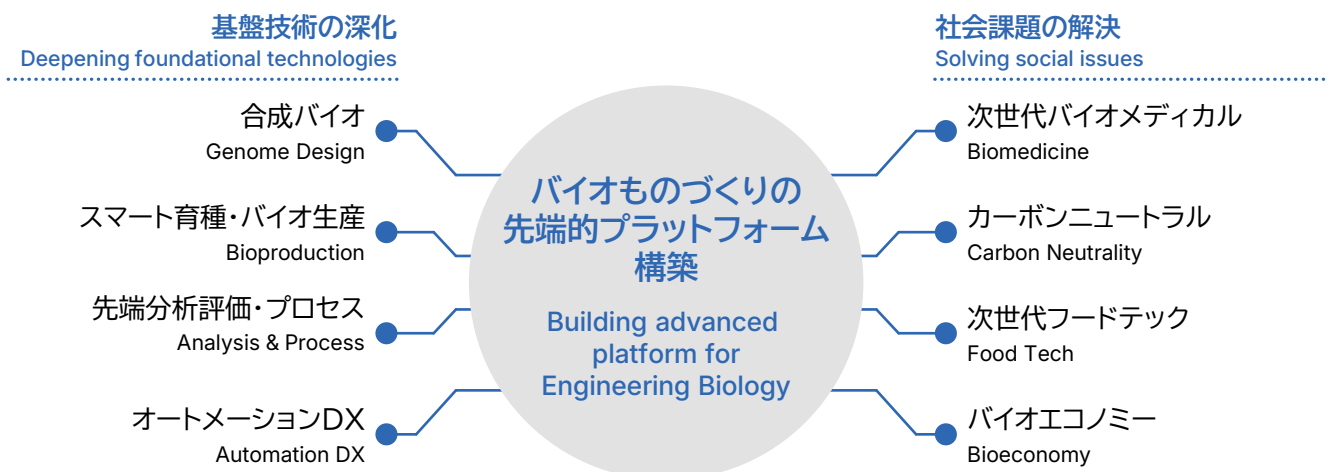 基盤技術の深化
Deepening foundational technologies
合成バイオ
Genome Design
スマート育種・バイオ生産
Bioproduction
先端分析評価・プロセス
Analysis & Process
オートメーションDX
Automation DX
バイオものづくりの
先端的プラットフォーム
構築
Building advanced
platform for
Engineering Biology
社会課題の解決
Solving social issues
次世代バイオメディカル
Biomedicine
カーボンニュートラル
Carbon Neutrality
次世代フードテック
Food Tech
バイオエコノミー
Bioeconomy